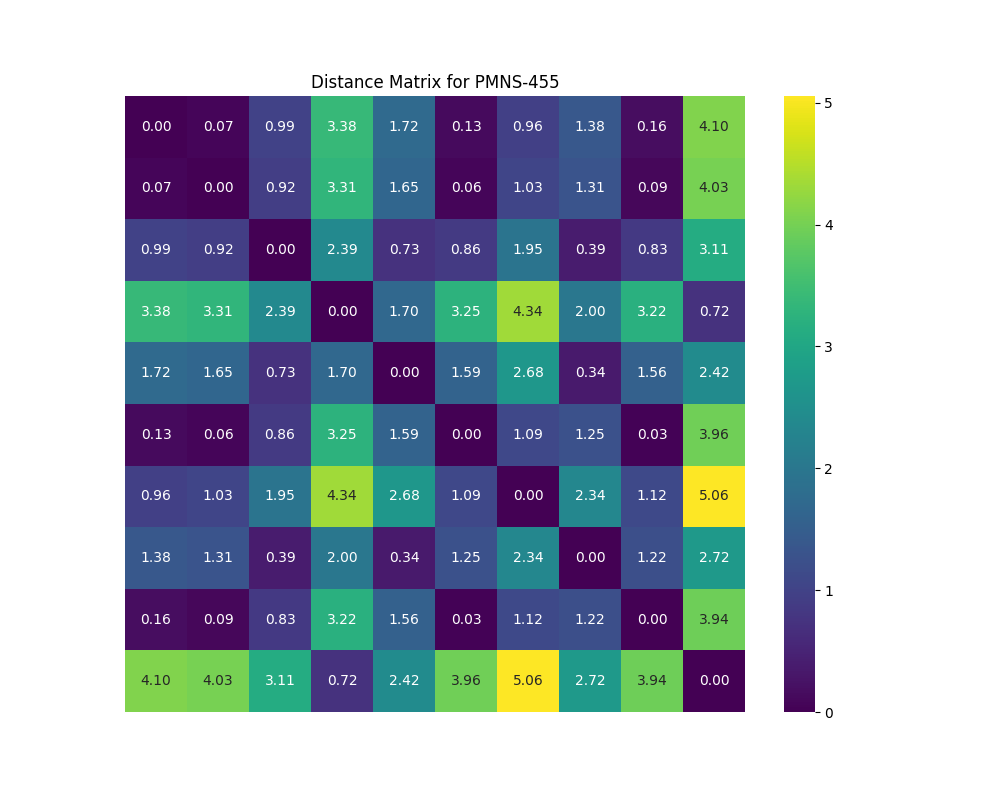 Distance Matrix for PMNS-455
0.00 0.07 0.99 3.38 1.72 0.13 0.96 1.38 0.16 4.10
0.07 0.00 0.92 3.31 1.65 0.06 1.03 1.31 0.09 4.03
0.99 0.92 0.00 2.39 0.73 0.86 1.95 0.39 0.83 3.11
3.38 3.31 2.39 0.00 1.70 3.25 4.34 2.00 3.22 0.72
1.72 1.65 0.73 1.70 0.00 1.59 2.68 0.34 1.56 2.42
0.13 0.06 0.86 3.25 1.59 0.00 1.09 1.25 0.03 3.96
0.96 1.03 1.95 4.34 2.68 1.09 0.00 2.34 1.12 5.06
1.38 1.31 0.39 2.00 0.34 1.25 2.34 0.00 1.22 2.72
0.16 0.09 0.83 3.22 1.56 0.03 1.12 1.22 0.00 3.94
4.10 4.03 3.11 0.72 2.42 3.96 5.06 2.72 3.94 0.00
5
4
3
2
1
0